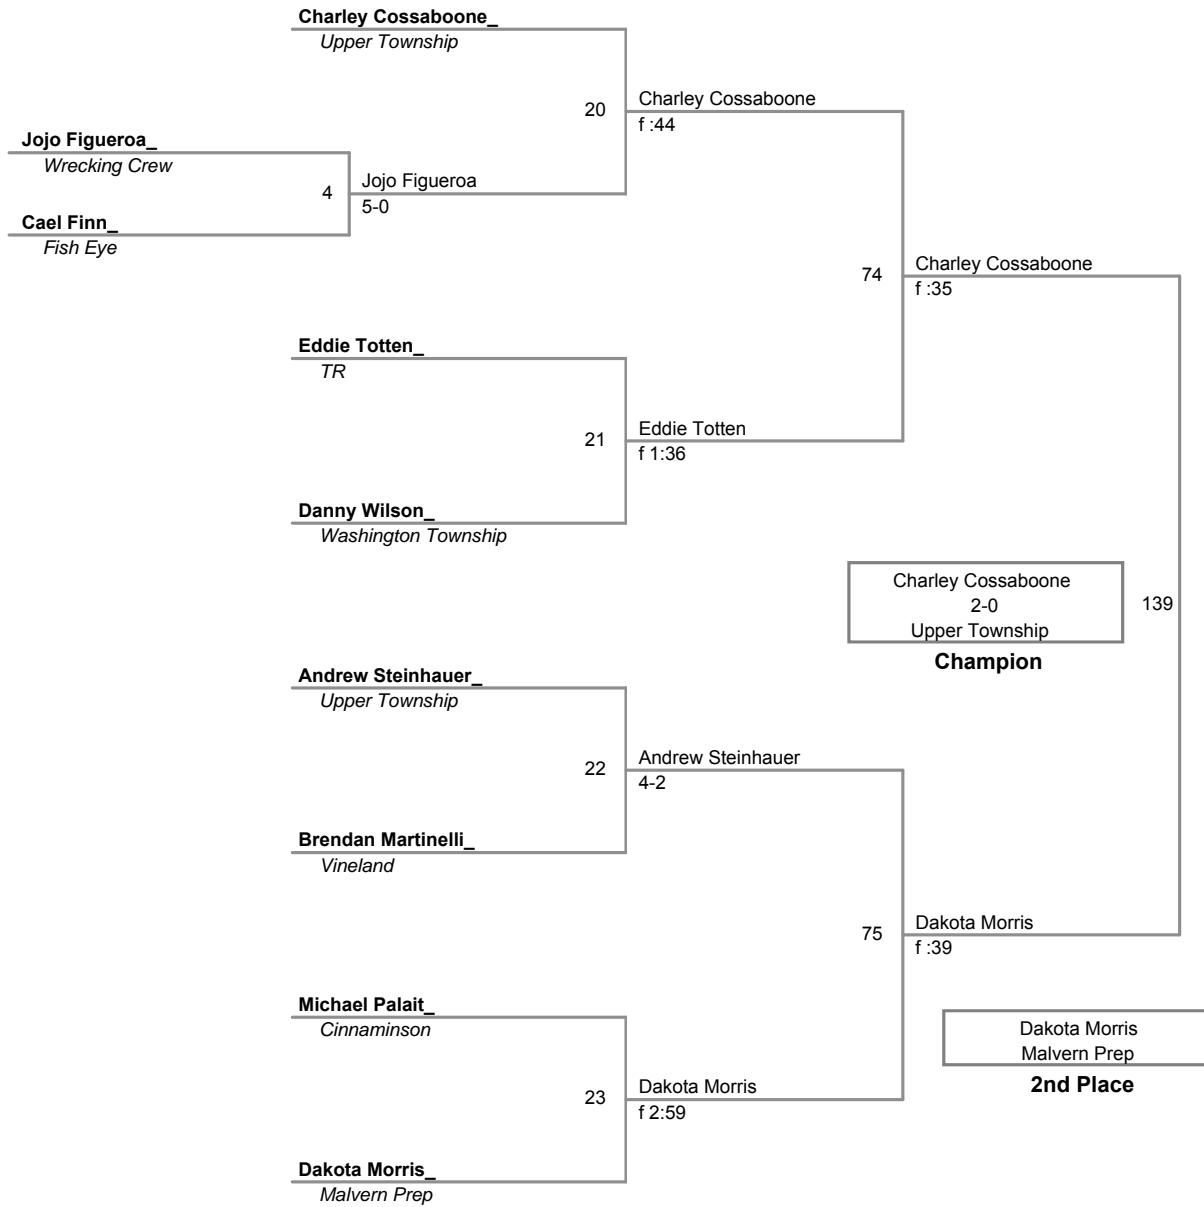 Charley Cossaboone_
Upper Township
20
Charley Cossaboone
f :44
Jojo Figueroa_
Wrecking Crew
4
Jojo Figueroa
5-0
Cael Finn_
Fish Eye
74
Charley Cossaboone
f :35
Eddie Totten_
TR
21
Eddie Totten
f 1:36
Danny Wilson_
Washington Township
Charley Cossaboone
2-0
Upper Township
139
Champion
Andrew Steinhauer_
Upper Township
22
Andrew Steinhauer
4-2
Brendan Martinelli_
Vineland
75
Dakota Morris
f :39
Michael Palait_
Cinnaminson
Dakota Morris
Malvern Prep
2nd Place
23
Dakota Morris
f 2:59
Dakota Morris_
Malvern Prep